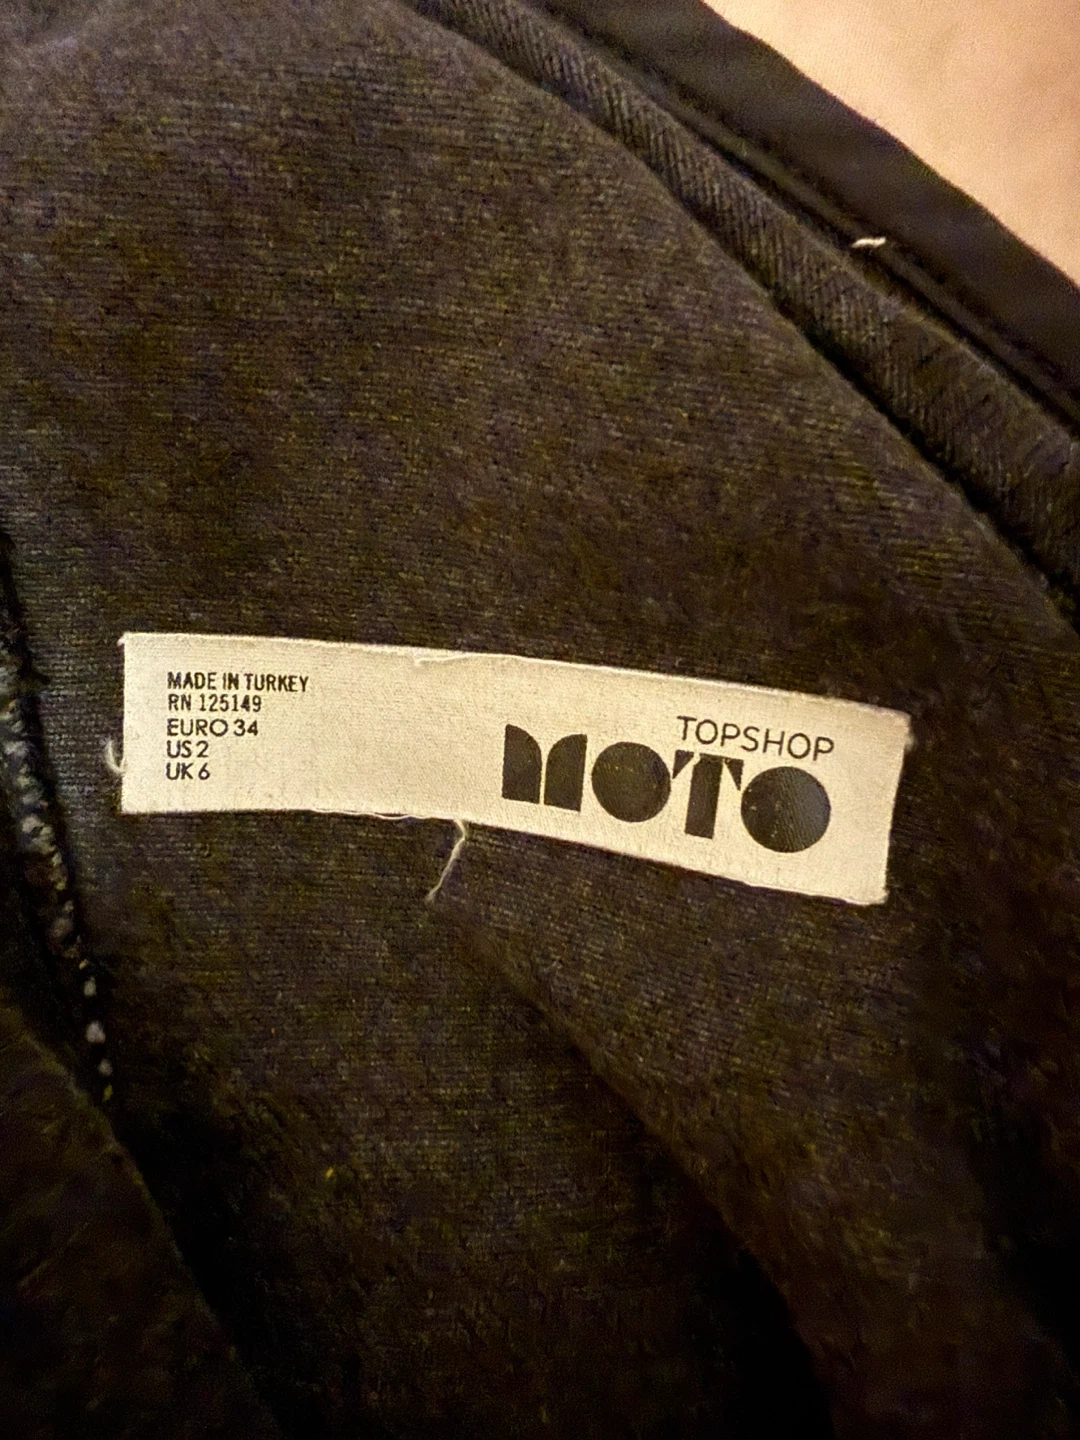 MADE IN TURKEY
RN 125149
EURO 34
US 2
UK 6
TOPSHOP
MOTO